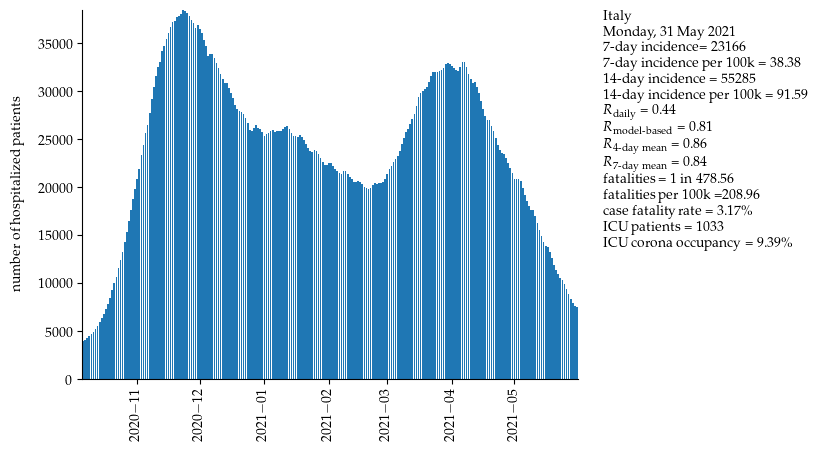 number of hospitalized patients
35000
30000
25000
20000
15000
10000
5000
0
2020−11
2020−12
2021−01
2021−02
2021−03
2021−04
2021−05
Italy
Monday, 31 May 2021
7-day incidence= 23166
7-day incidence per 100k = 38.38
14-day incidence = 55285
14-day incidence per 100k = 91.59
Rdaily = 0.44
Rmodel-based = 0.81
R4-day mean = 0.86
R7-day mean = 0.84
fatalities = 1 in 478.56
fatalities per 100k =208.96
case fatality rate = 3.17%
ICU patients = 1033
ICU corona occupancy = 9.39%